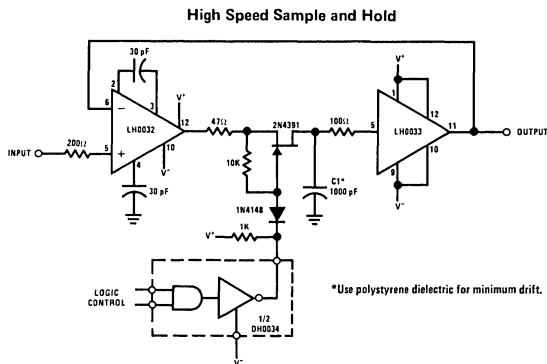 High Speed Sample and Hold
30 pF
2
3
V+
6
−
LH0032
12
47Ω
2N4391
100Ω
5
LH0033
V+
1
12
11
OUTPUT
10
9
V−
INPUT
200Ω
5
+
4
10
V−
10K
C1*
1000 pF
30 pF
1N4148
1K
V+
LOGIC
CONTROL
1/2
DH0034
V−
*Use polystyrene dielectric for minimum drift.